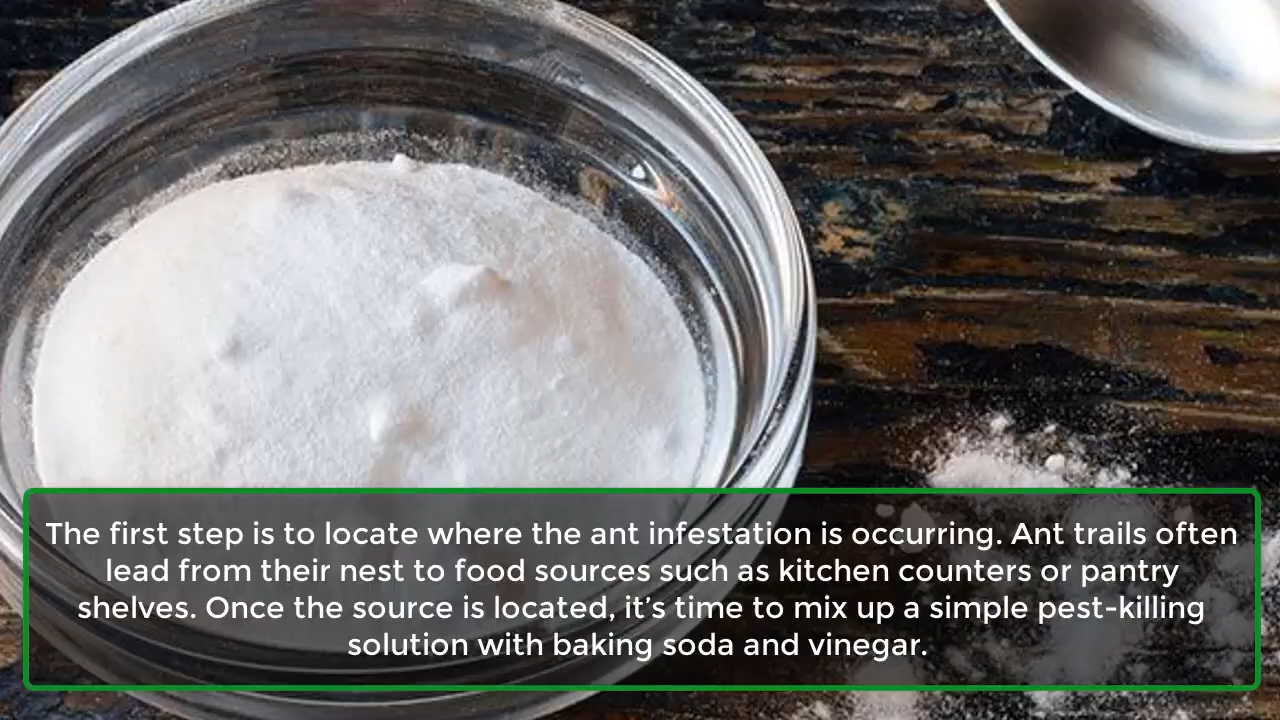 The first step is to locate where the ant infestation is occurring. Ant trails often
lead from their nest to food sources such as kitchen counters or pantry
shelves. Once the source is located, it’s time to mix up a simple pest-killing
solution with baking soda and vinegar.